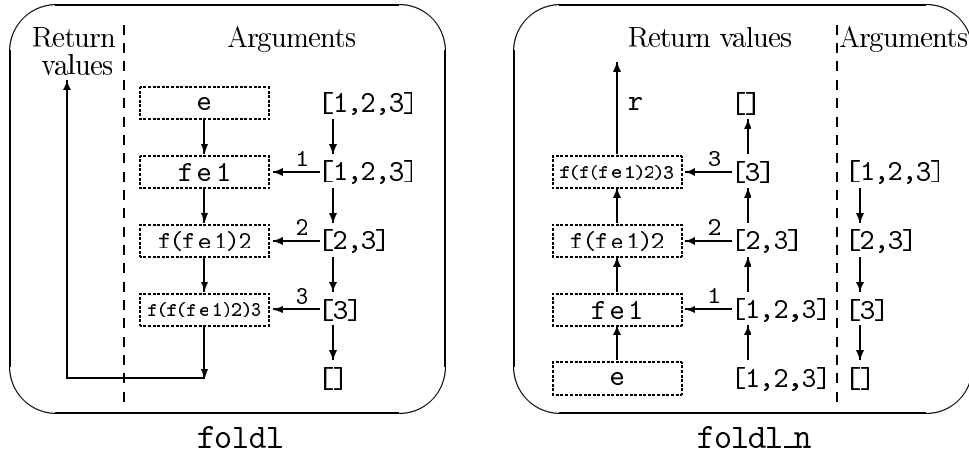 Return
values
Arguments
e
[1,2,3]
f e 1
1
[1,2,3]
f(f e 1)2
2
[2,3]
f(f(f e 1)2)3
3
[3]
[]
foldl
Return values
Arguments
r
[]
f(f(f e 1)2)3
3
[3]
[1,2,3]
f(f e 1)2
2
[2,3]
[2,3]
f e 1
1
[1,2,3]
[3]
e
[1,2,3]
[]
foldl_n